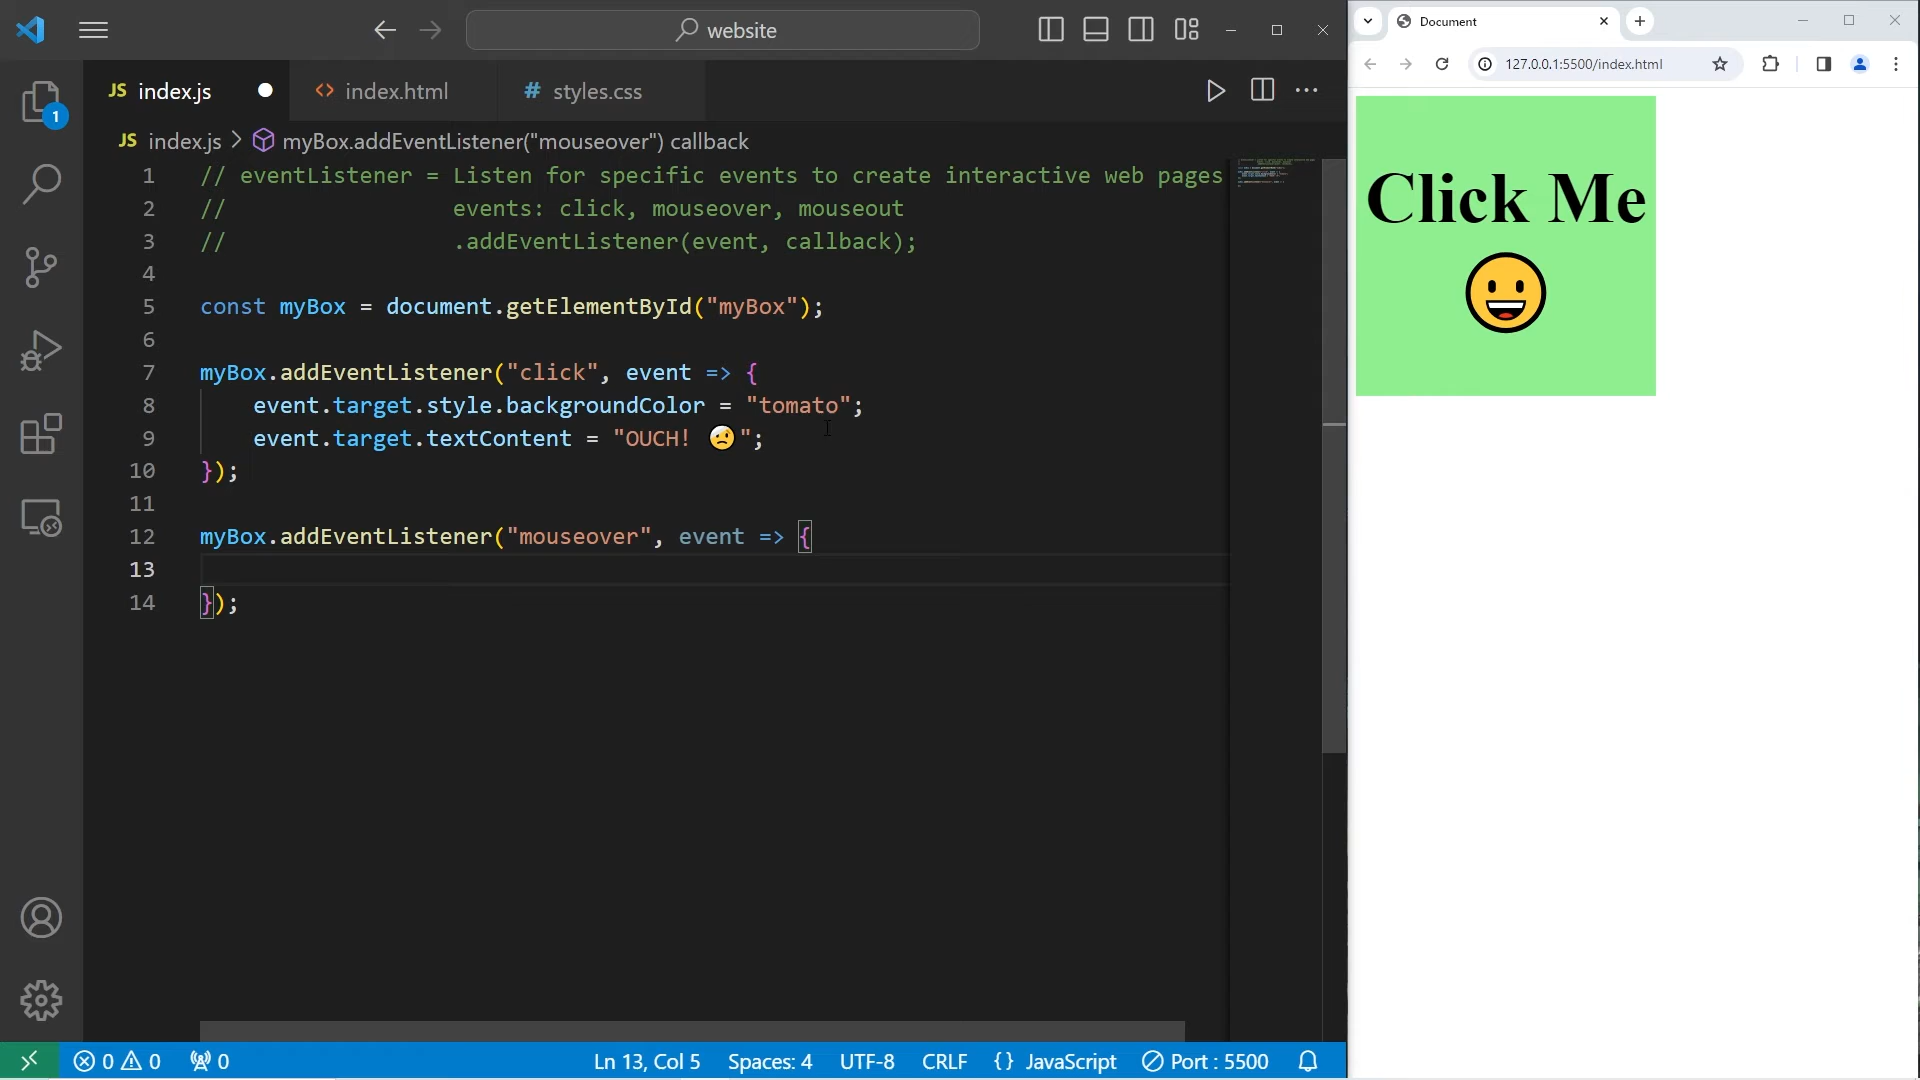 website
JS index.js
<> index.html
# styles.css
JS index.js > myBox.addEventListener("mouseover") callback
1 // eventListener = Listen for specific events to create interactive web pages
2 // events: click, mouseover, mouseout
3 // .addEventListener(event, callback);
4
5 const myBox = document.getElementById("myBox");
6
7 myBox.addEventListener("click", event => {
8 event.target.style.backgroundColor = "tomato";
9 event.target.textContent = "OUCH! 🤕";
10 });
11
12 myBox.addEventListener("mouseover", event => {
13
14 });
1
0 0 0
Ln 13, Col 5 Spaces: 4 UTF-8 CRLF {} JavaScript Port : 5500
Document
127.0.0.1:5500/index.html
Click Me
😀